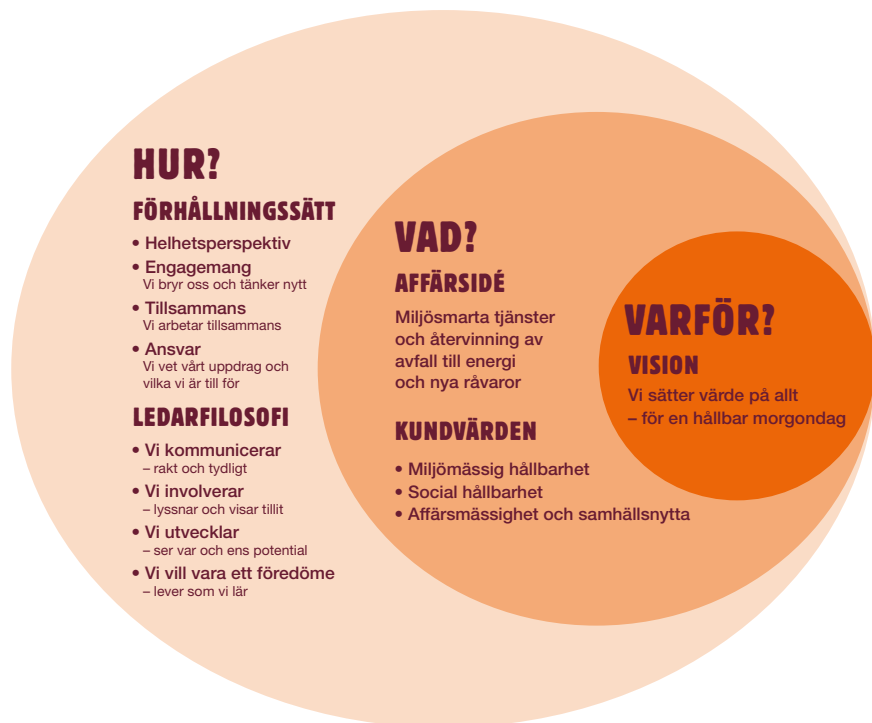 HUR?
FÖRHÅLLNINGSSÄTT
• Helhetsperspektiv
• Engagemang
Vi bryr oss och tänker nytt
• Tillsammans
Vi arbetar tillsammans
• Ansvar
Vi vet vårt uppdrag och
vilka vi är till för
LEDARFILOSOFI
• Vi kommunicerar
– rakt och tydligt
• Vi involverar
– lyssnar och visar tillit
• Vi utvecklar
– ser var och ens potential
• Vi vill vara ett föredöme
– lever som vi lär
VAD?
AFFÄRSIDÉ
Miljösmarta tjänster
och återvinning av
avfall till energi
och nya råvaror
KUNDVÄRDEN
• Miljömässig hållbarhet
• Social hållbarhet
• Affärsmässighet och samhällsnytta
VARFÖR?
VISION
Vi sätter värde på allt
– för en hållbar morgondag